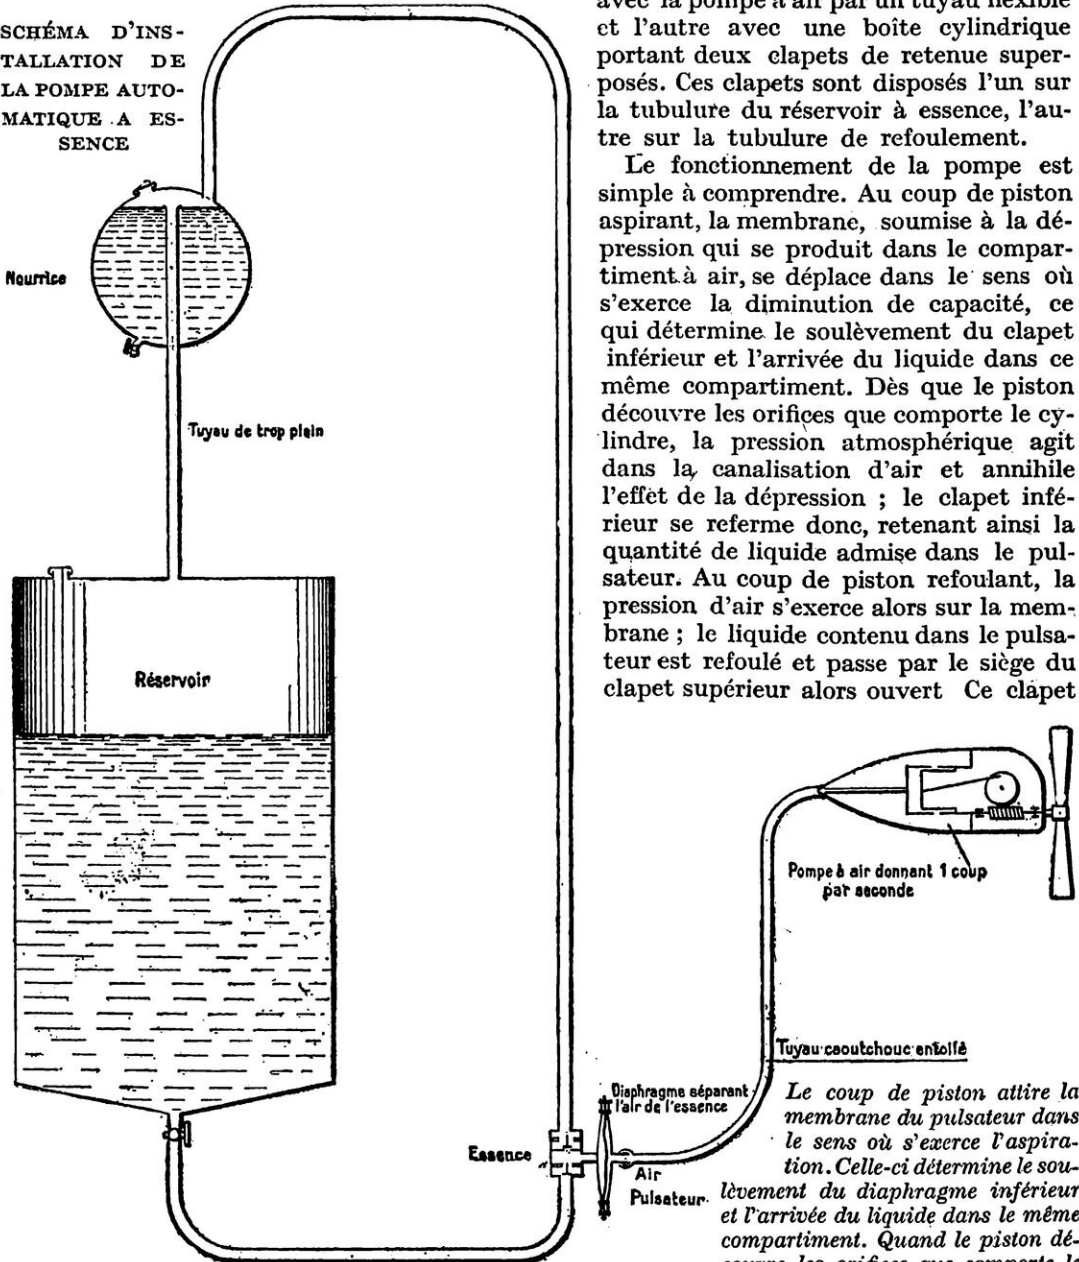 SCHÉMA D'INS-
TALLATION DE
LA POMPE AUTO-
MATIQUE A ES-
SENCE
Nourrice
Tuyau de trop plein
Réservoir
avec la pompe à air par un tuyau flexible
et l'autre avec une boîte cylindrique
portant deux clapets de retenue super-
posés. Ces clapets sont disposés l'un sur
la tubulure du réservoir à essence, l'au-
tre sur la tubulure de refoulement.
Le fonctionnement de la pompe est
simple à comprendre. Au coup de piston
aspirant, la membrane, soumise à la dé-
pression qui se produit dans le compar-
timent à air, se déplace dans le sens où
s'exerce la diminution de capacité, ce
qui détermine le soulèvement du clapet
inférieur et l'arrivée du liquide dans ce
même compartiment. Dès que le piston
découvre les orifices que comporte le cy-
lindre, la pression atmosphérique agit
dans la canalisation d'air et annihile
l'effet de la dépression ; le clapet infé-
rieur se referme donc, retenant ainsi la
quantité de liquide admise dans le pul-
sateur. Au coup de piston refoulant, la
pression d'air s'exerce alors sur la mem-
brane ; le liquide contenu dans le pulsa-
teur est refoulé et passe par le siège du
clapet supérieur alors ouvert Ce clapet
Pompe à air donnant 1 coup
par seconde
Tuyau caoutchouc entoilé
Diaphragme séparant
l'air de l'essence
Essence
Air
Pulsateur
Le coup de piston attire la
membrane du pulsateur dans
le sens où s'exerce l'aspira-
tion. Celle-ci détermine le sou-
lèvement du diaphragme inférieur
et l'arrivée du liquide dans le même
compartiment. Quand le piston dé-
couvre les orifices que comporte le